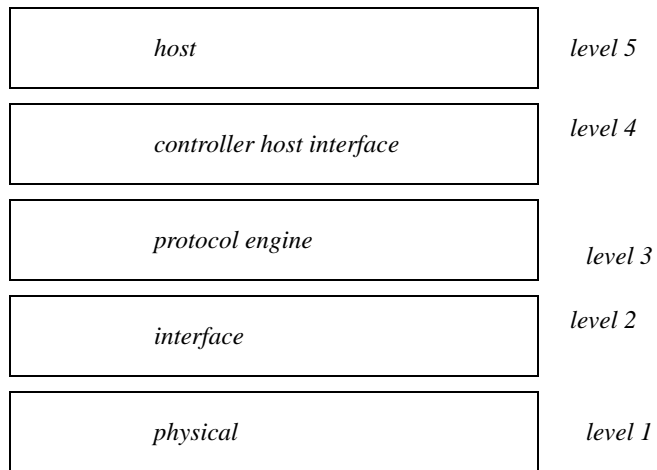 host
level 5
controller host interface
level 4
protocol engine
level 3
interface
level 2
physical
level 1